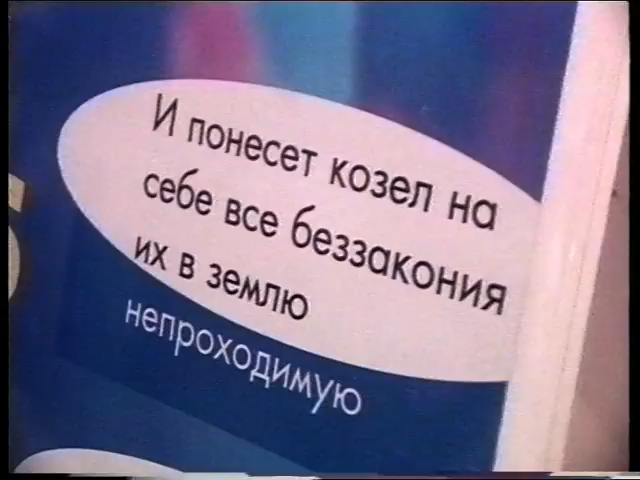 И понесет козел на
себе все беззакония
их в землю
непроходимую